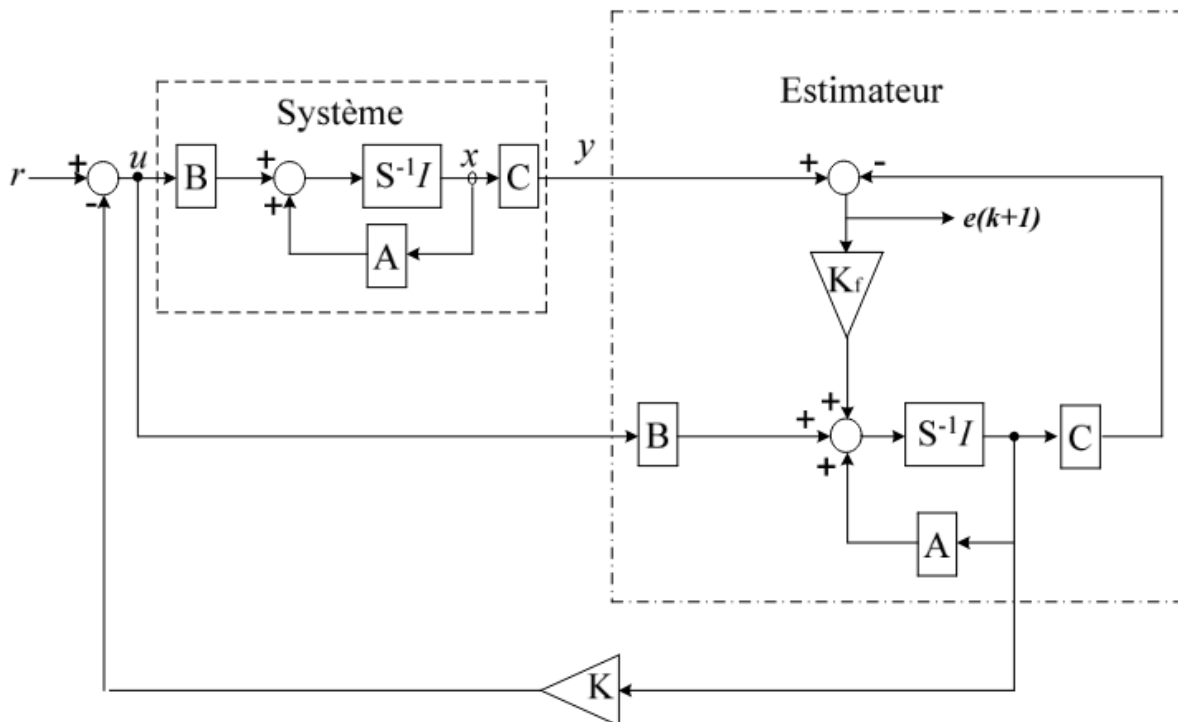 Estimateur
Système
r
+
-
u
B
+
+
S⁻¹I
x
C
y
A
+
-
e(k+1)
Kf
B
+
+
+
S⁻¹I
C
A
K